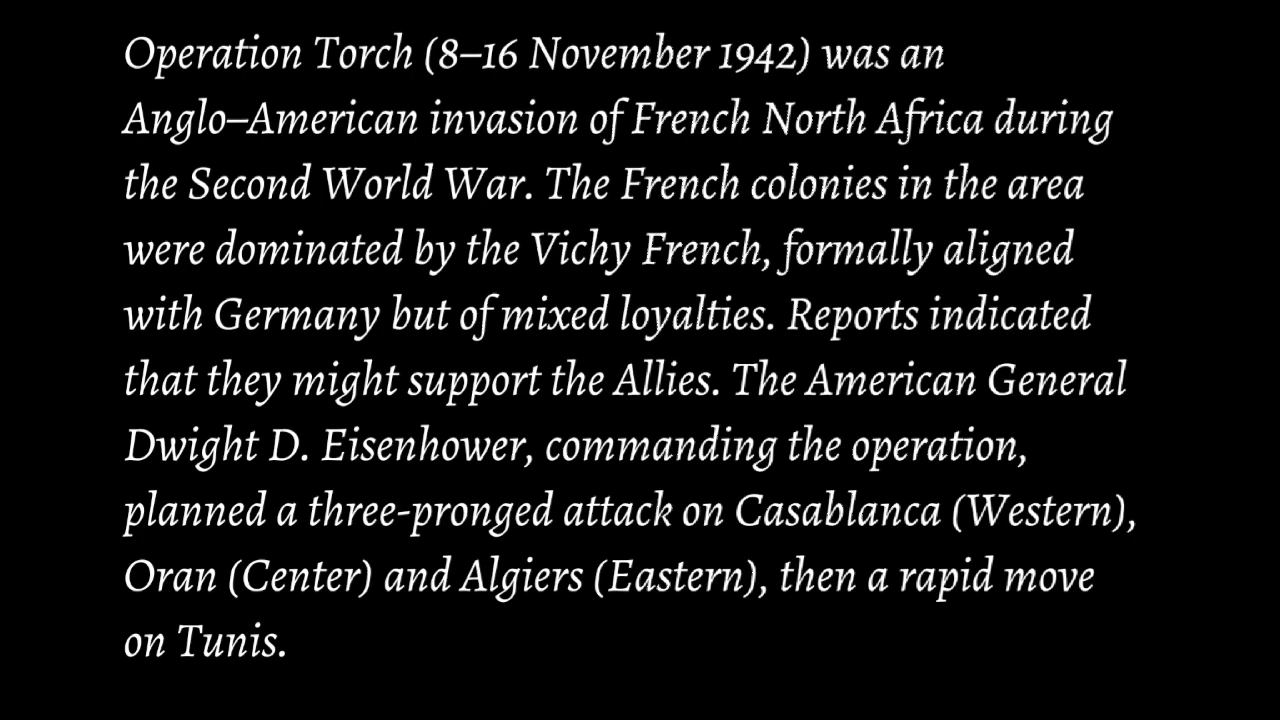 Operation Torch (8–16 November 1942) was an
Anglo–American invasion of French North Africa during
the Second World War. The French colonies in the area
were dominated by the Vichy French, formally aligned
with Germany but of mixed loyalties. Reports indicated
that they might support the Allies. The American General
Dwight D. Eisenhower, commanding the operation,
planned a three-pronged attack on Casablanca (Western),
Oran (Center) and Algiers (Eastern), then a rapid move
on Tunis.